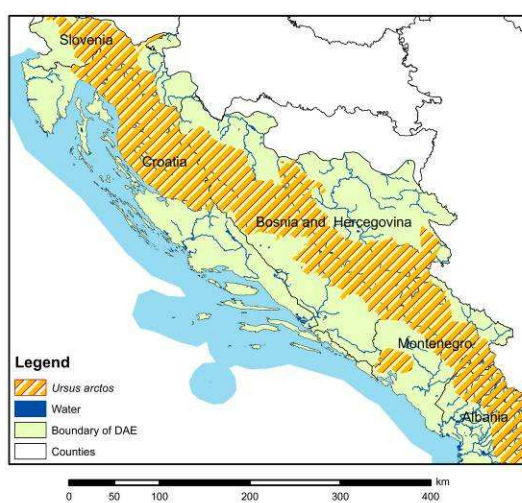 Slovenia
Croatia
Bosnia and Hercegovina
Montenegro
Albania
Legend
Ursus arctos
Water
Boundary of DAE
Counties
km
0 50 100 200 300 400